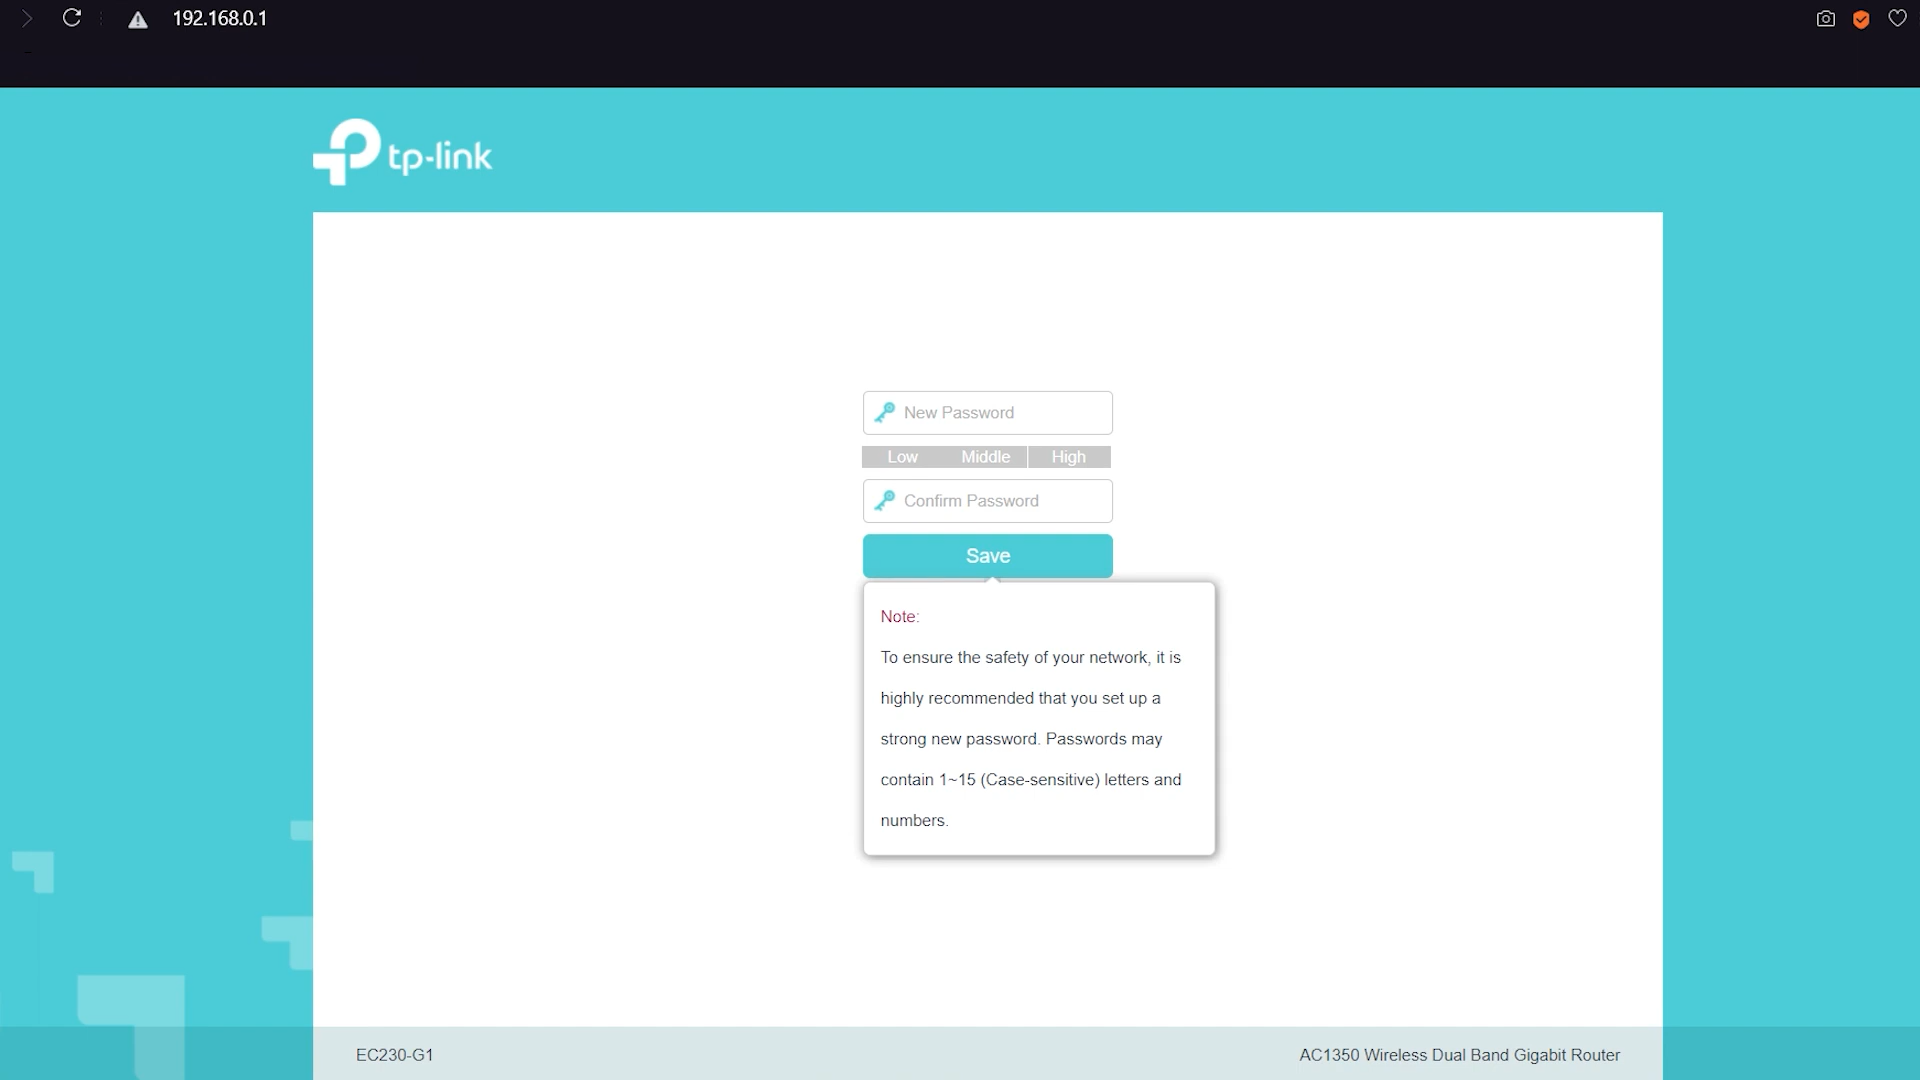 192.168.0.1
tp-link
New Password
Low Middle High
Confirm Password
Save
Note:
To ensure the safety of your network, it is
highly recommended that you set up a
strong new password. Passwords may
contain 1~15 (Case-sensitive) letters and
numbers.
EC230-G1 AC1350 Wireless Dual Band Gigabit Router